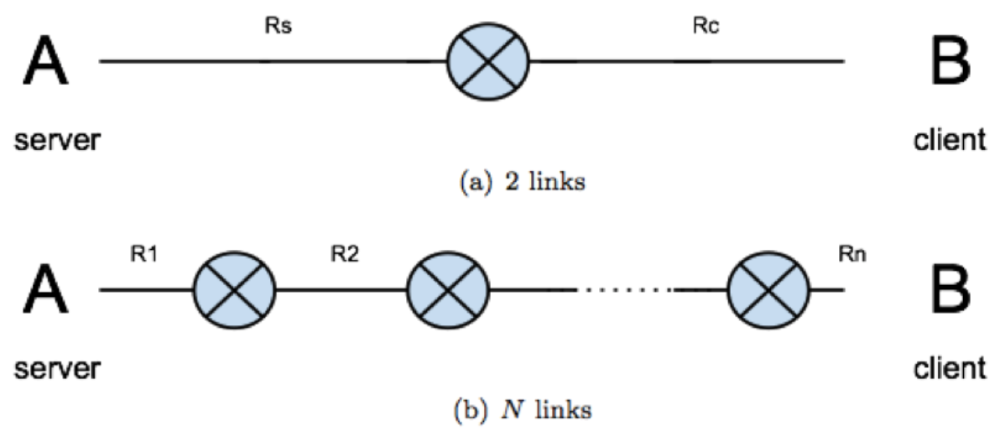 Rs Rc
A B
server client
(a) 2 links
R1 R2 Rn
A B
server client
(b) N links